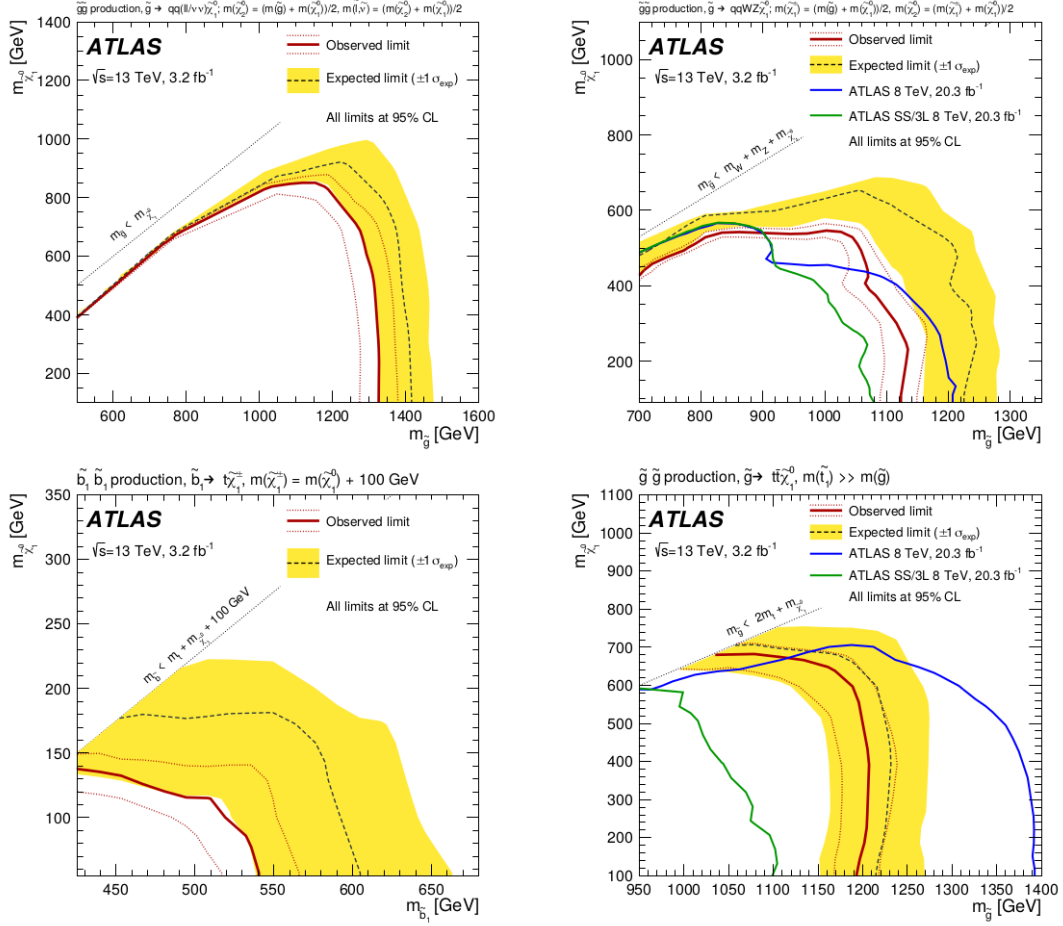 g̃g̃ production, g̃→ qq(ll/νν)χ̃₁⁰; m(χ̃₂⁰) = (m(g̃) + m(χ̃₁⁰))/2, m(l̃,ν̃) = (m(χ̃₂⁰) + m(χ̃₁⁰))/2
m_χ̃₁⁰ [GeV]
1400
1200
1000
800
600
400
200
ATLAS
√s=13 TeV, 3.2 fb⁻¹
Observed limit
Expected limit (±1 σ_exp)
All limits at 95% CL
m_g̃ < m_χ̃₁⁰
600 800 1000 1200 1400 1600
m_g̃ [GeV]
g̃g̃ production, g̃→ qqWZχ̃₁⁰; m(χ̃₁^±) = (m(g̃) + m(χ̃₁⁰))/2, m(χ̃₂⁰) = (m(χ̃₁^±) + m(χ̃₁⁰))/2
m_χ̃₁⁰ [GeV]
1000
800
600
400
200
ATLAS
√s=13 TeV, 3.2 fb⁻¹
Observed limit
Expected limit (±1 σ_exp)
ATLAS 8 TeV, 20.3 fb⁻¹
ATLAS SS/3L 8 TeV, 20.3 fb⁻¹
All limits at 95% CL
m_g̃ < m_W + m_Z + m_χ̃₁⁰
700 800 900 1000 1100 1200 1300
m_g̃ [GeV]
b̃₁ b̃₁ production, b̃₁→ tχ̃₁^±, m(χ̃₁^±) = m(χ̃₁⁰) + 100 GeV
m_χ̃₁⁰ [GeV]
350
300
250
200
150
100
ATLAS
√s=13 TeV, 3.2 fb⁻¹
Observed limit
Expected limit (±1 σ_exp)
All limits at 95% CL
m_b̃ < m_t + m_χ̃₁⁰ + 100 GeV
450 500 550 600 650
m_b̃₁ [GeV]
g̃ g̃ production, g̃→ tt̄χ̃₁⁰, m(t̃₁) >> m(g̃)
m_χ̃₁⁰ [GeV]
1100
1000
900
800
700
600
500
400
300
200
100
ATLAS
√s=13 TeV, 3.2 fb⁻¹
Observed limit
Expected limit (±1 σ_exp)
ATLAS 8 TeV, 20.3 fb⁻¹
ATLAS SS/3L 8 TeV, 20.3 fb⁻¹
All limits at 95% CL
m_g̃ < 2m_t + m_χ̃₁⁰
950 1000 1050 1100 1150 1200 1250 1300 1350 1400
m_g̃ [GeV]